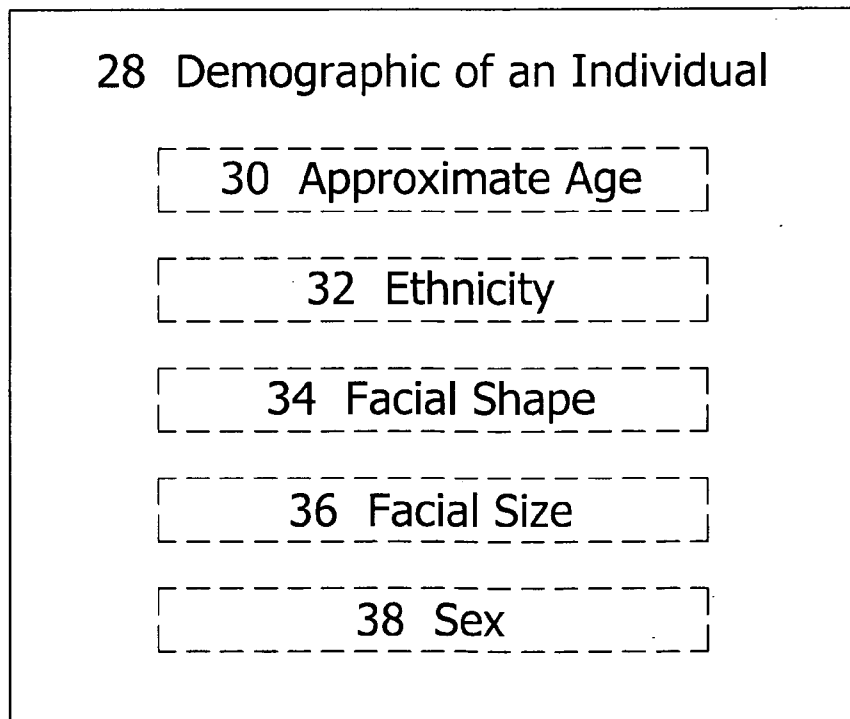 28 Demographic of an Individual
30 Approximate Age
32 Ethnicity
34 Facial Shape
36 Facial Size
38 Sex